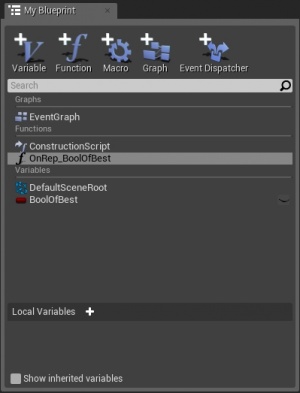 My Blueprint
Variable Function Macro Graph Event Dispatcher
Search
Graphs
EventGraph
Functions
ConstructionScript
OnRep_BoolOfBest
Variables
DefaultSceneRoot
BoolOfBest
Local Variables
Show inherited variables